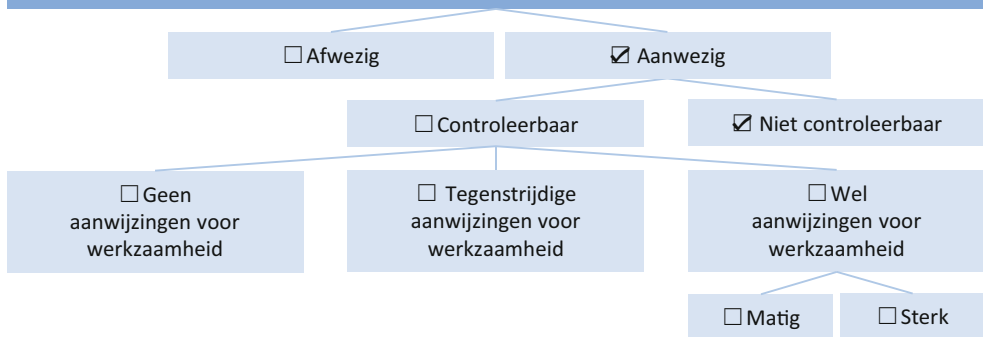 ☐ Afwezig
☑ Aanwezig
☐ Controleerbaar
☑ Niet controleerbaar
☐ Geen
aanwijzingen voor
werkzaamheid
☐ Tegenstrijdige
aanwijzingen voor
werkzaamheid
☐ Wel
aanwijzingen voor
werkzaamheid
☐ Matig
☐ Sterk